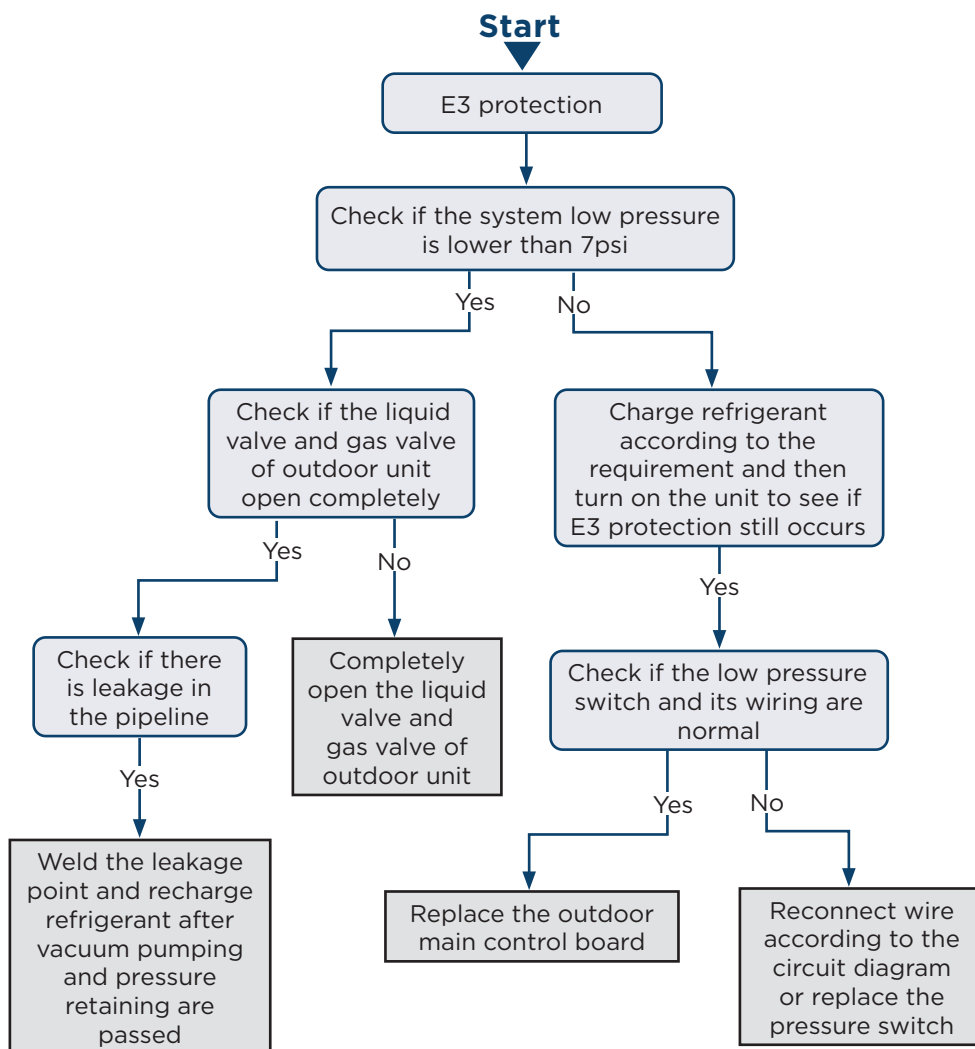 Start
E3 protection
Check if the system low pressure
is lower than 7psi
Yes
No
Check if the liquid
valve and gas valve
of outdoor unit
open completely
Charge refrigerant
according to the
requirement and then
turn on the unit to see if
E3 protection still occurs
Yes
No
Yes
Check if there
is leakage in
the pipeline
Completely
open the liquid
valve and
gas valve of
outdoor unit
Check if the low pressure
switch and its wiring are
normal
Yes
Yes
No
Weld the leakage
point and recharge
refrigerant after
vacuum pumping
and pressure
retaining are
passed
Replace the outdoor
main control board
Reconnect wire
according to the
circuit diagram
or replace the
pressure switch